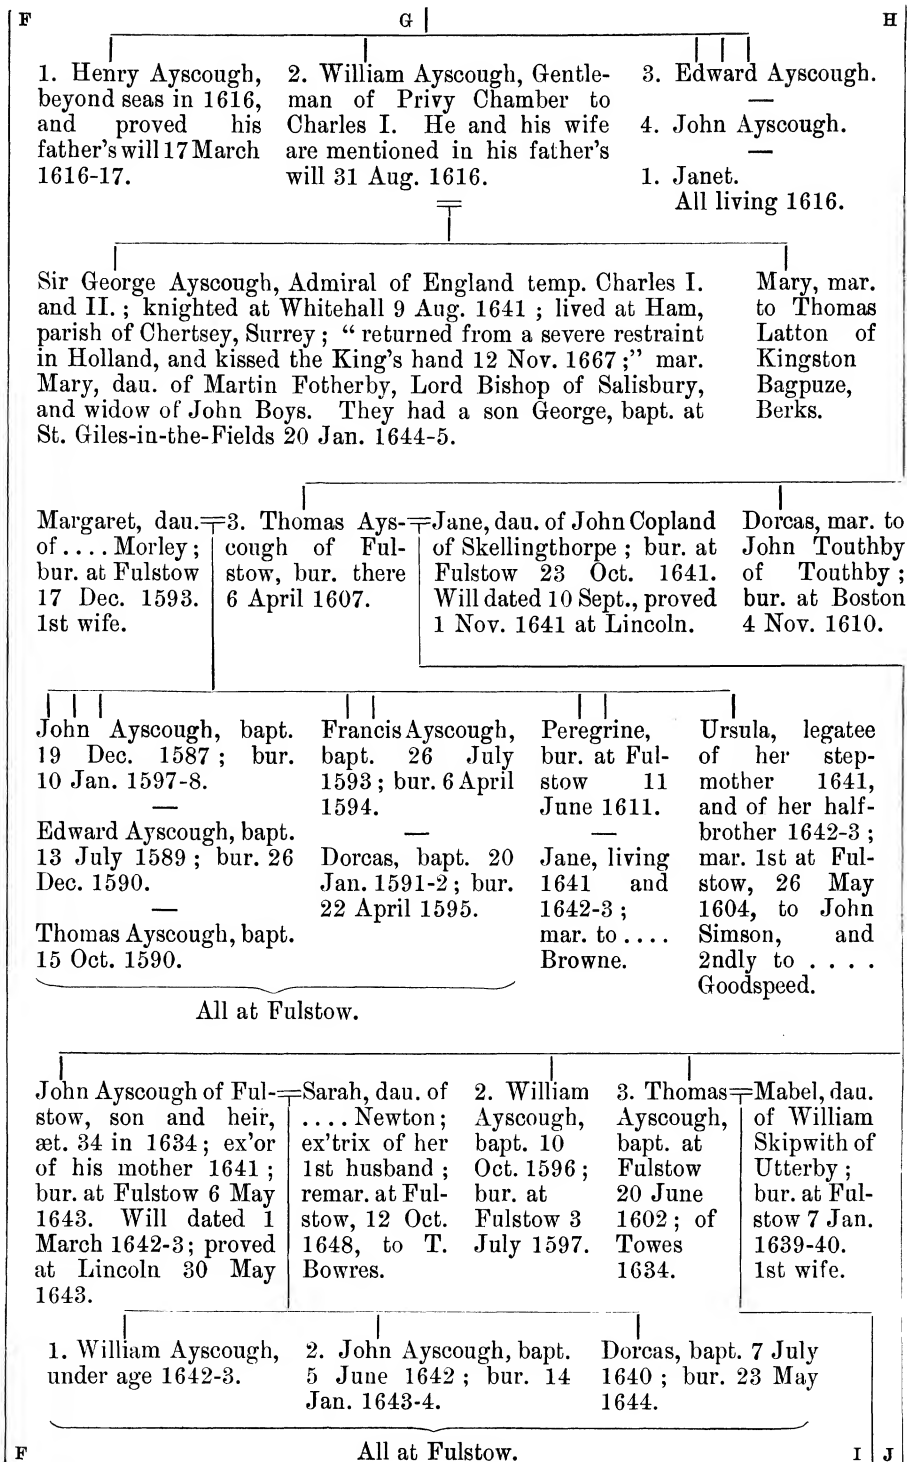 F G H
1. Henry Ayscough,
beyond seas in 1616,
and proved his
father's will 17 March
1616-17.
2. William Ayscough, Gentle-
man of Privy Chamber to
Charles I. He and his wife
are mentioned in his father's
will 31 Aug. 1616.
3. Edward Ayscough.
—
4. John Ayscough.
—
1. Janet.
All living 1616.
Sir George Ayscough, Admiral of England temp. Charles I.
and II. ; knighted at Whitehall 9 Aug. 1641 ; lived at Ham,
parish of Chertsey, Surrey ; “ returned from a severe restraint
in Holland, and kissed the King's hand 12 Nov. 1667 ;” mar.
Mary, dau. of Martin Fotherby, Lord Bishop of Salisbury,
and widow of John Boys. They had a son George, bapt. at
St. Giles-in-the-Fields 20 Jan. 1644-5.
Mary, mar.
to Thomas
Latton of
Kingston
Bagpuze,
Berks.
Margaret, dau.
of .... Morley ;
bur. at Fulstow
17 Dec. 1593.
1st wife.
3. Thomas Ays-
cough of Ful-
stow, bur. there
6 April 1607.
Jane, dau. of John Copland
of Skellingthorpe ; bur. at
Fulstow 23 Oct. 1641.
Will dated 10 Sept., proved
1 Nov. 1641 at Lincoln.
Dorcas, mar. to
John Touthby
of Touthby ;
bur. at Boston
4 Nov. 1610.
John Ayscough, bapt.
19 Dec. 1587 ; bur.
10 Jan. 1597-8.
—
Edward Ayscough, bapt.
13 July 1589 ; bur. 26
Dec. 1590.
—
Thomas Ayscough, bapt.
15 Oct. 1590.
Francis Ayscough,
bapt. 26 July
1593 ; bur. 6 April
1594.
—
Dorcas, bapt. 20
Jan. 1591-2 ; bur.
22 April 1595.
All at Fulstow.
Peregrine,
bur. at Ful-
stow 11
June 1611.
—
Jane, living
1641 and
1642-3 ;
mar. to ....
Browne.
Ursula, legatee
of her step-
mother 1641,
and of her half-
brother 1642-3 ;
mar. 1st at Ful-
stow, 26 May
1604, to John
Simson, and
2ndly to ....
Goodspeed.
John Ayscough of Ful-
stow, son and heir,
æt. 34 in 1634 ; ex'or
of his mother 1641 ;
bur. at Fulstow 6 May
1643. Will dated 1
March 1642-3 ; proved
at Lincoln 30 May
1643.
Sarah, dau. of
.... Newton ;
ex'trix of her
1st husband ;
remar. at Ful-
stow, 12 Oct.
1648, to T.
Bowres.
2. William
Ayscough,
bapt. 10
Oct. 1596 ;
bur. at
Fulstow 3
July 1597.
3. Thomas
Ayscough,
bapt. at
Fulstow
20 June
1602 ; of
Towes
1634.
Mabel, dau.
of William
Skipwith of
Utterby ;
bur. at Ful-
stow 7 Jan.
1639-40.
1st wife.
1. William Ayscough,
under age 1642-3.
2. John Ayscough, bapt.
5 June 1642 ; bur. 14
Jan. 1643-4.
Dorcas, bapt. 7 July
1640 ; bur. 23 May
1644.
All at Fulstow.
F I J